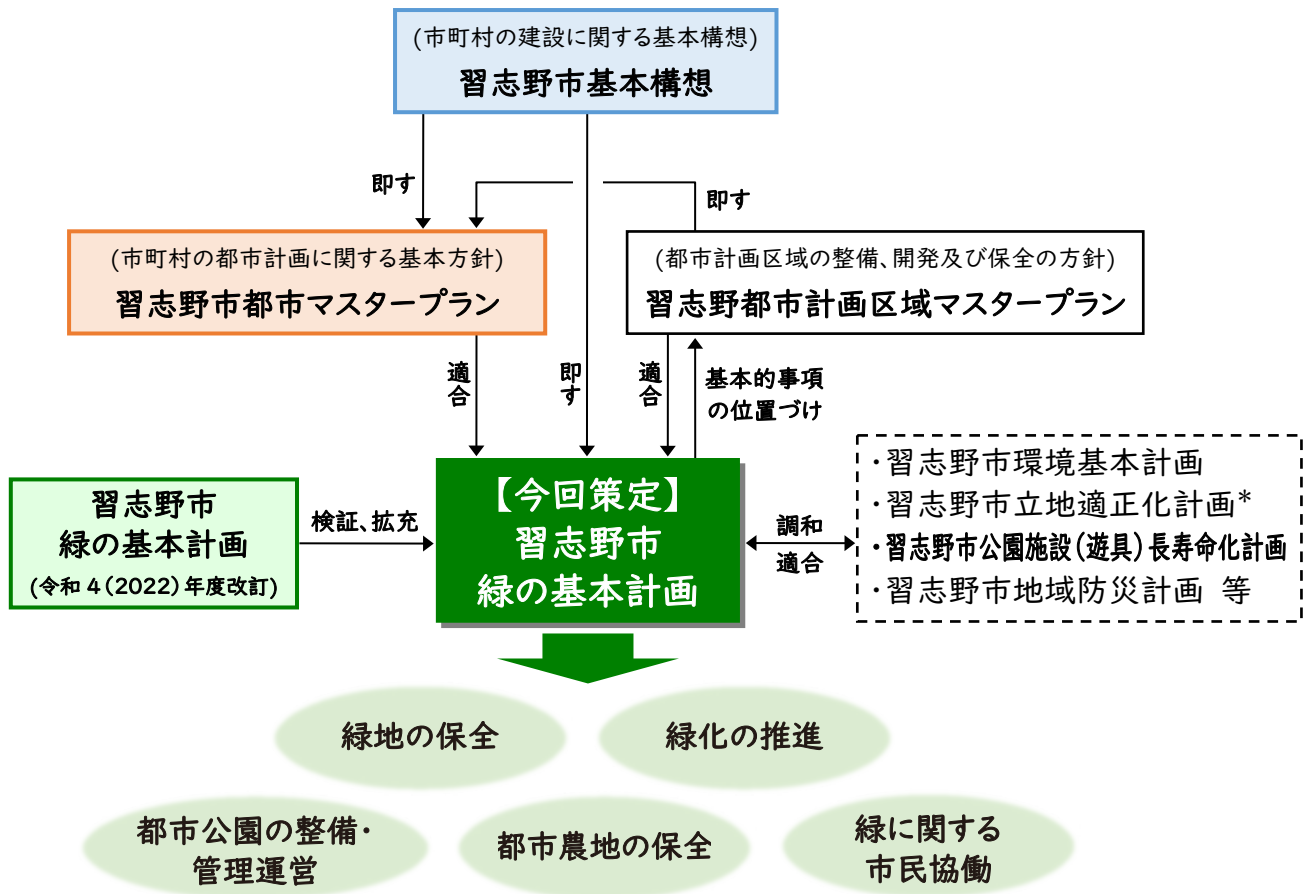 (市町村の建設に関する基本構想)
習志野市基本構想
即す
即す
(市町村の都市計画に関する基本方針)
習志野市都市マスタープラン
(都市計画区域の整備、開発及び保全の方針)
習志野都市計画区域マスタープラン
適合
即す
適合
基本的事項
の位置づけ
習志野市
緑の基本計画
(令和4(2022)年度改訂)
検証、拡充
【今回策定】
習志野市
緑の基本計画
調和
適合
・習志野市環境基本計画
・習志野市立地適正化計画*
・習志野市公園施設(遊具)長寿命化計画
・習志野市地域防災計画 等
緑地の保全
緑化の推進
都市公園の整備・
管理運営
都市農地の保全
緑に関する
市民協働